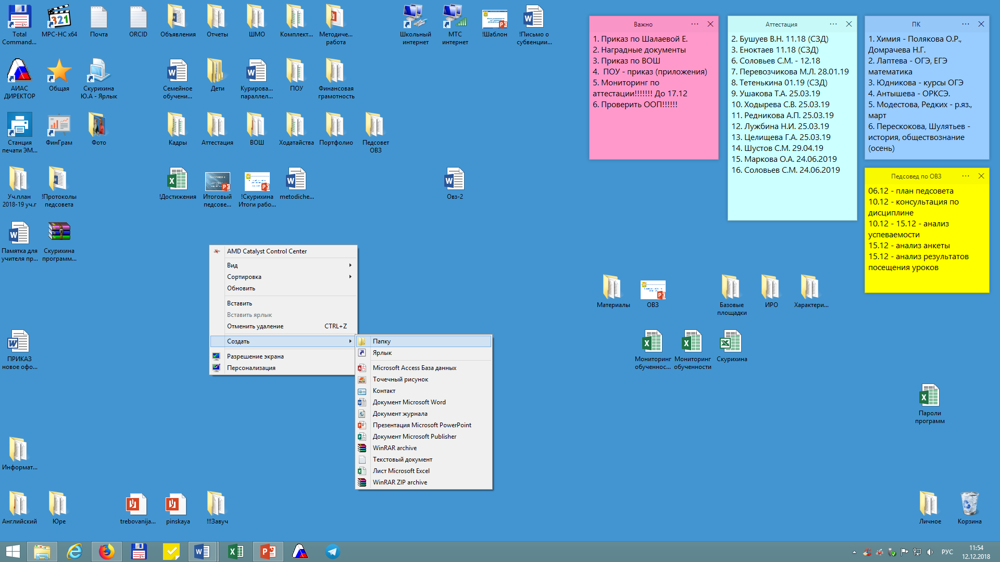 Total
Command...
MPC-HC x64
Почта
ORCID
Объявления
Отчеты
ШМО
Комплект...
Методиче...
работа
Школьный
интернет
МТС
интернет
!Шаблон
!Письмо о
субвенции...
АИАС
ДИРЕКТОР
Общая
Скурихина
Ю.А - Ярлык
Семейное
обучени...
Дети
Курирова...
параллел...
ПОУ
Финансовая
грамотность
Станция
печати ЭМ...
ФинГрам
Фото
Кадры
Аттестация
ВОШ
Ходатайства
Портфолио
Педсовет
ОВЗ
Уч.план
2018-19 уч.г
!Протоколы
педсовета
!Достижения
Итоговый
педсове...
!Скурихина
Итоги рабо...
metodiche...
Овз-2
Памятка для
учителя пр...
Скурихина
программ...
ПРИКАЗ
новое офо...
Информат...
Английский
Юре
trebovanija...
pinskaya
!!!Завуч
AMD Catalyst Control Center
Вид
Сортировка
Обновить
Вставить
Вставить ярлык
Отменить удаление CTRL+Z
Создать
Разрешение экрана
Персонализация
Папку
Ярлык
Microsoft Access База данных
Точечный рисунок
Контакт
Документ Microsoft Word
Документ журнала
Презентация Microsoft PowerPoint
Документ Microsoft Publisher
WinRAR archive
Текстовый документ
Лист Microsoft Excel
WinRAR ZIP archive
Важно
1. Приказ по Шалаевой Е.
2. Наградные документы
3. Приказ по ВОШ
4. ПОУ - приказ (приложения)
5. Мониторинг по
аттестации!!!!!!! До 17.12
6. Проверить ООП!!!!!!
Аттестация
2. Бушуев В.Н. 11.18 (СЗД)
3. Еноктаев 11.18 (СЗД)
6. Соловьев С.М. - 12.18
7. Перевозчикова М.Л. 28.01.19
8. Тетенькина 01.19 (СЗД)
9. Ушакова Т.А. 25.03.19
10. Ходырева С.В. 25.03.19
11. Редникова А.П. 25.03.19
12. Лужбина Н.И. 25.03.19
13. Целищева Г.А. 25.03.19
14. Шустов С.М. 29.04.19
15. Маркова О.А. 24.06.2019
16. Соловьев С.М. 24.06.2019
ПК
1. Химия - Полякова О.Р.,
Домрачева Н.Г.
2. Лаптева - ОГЭ, ЕГЭ
математика
3. Юдникова - курсы ОГЭ
4. Антышева - ОРКСЭ.
5. Модестова, Редких - р.яз.,
март
6. Перескокова, Шулятьев -
история, обществознание
(осень)
Педсовед по ОВЗ
06.12 - план педсовета
10.12 - консультация по
дисциплине
10.12 - 15.12 - анализ
успеваемости
15.12 - анализ анкеты
15.12 - анализ результатов
посещения уроков
Материалы
ОВЗ
Базовые
площадки
ИРО
Характери...
Мониторинг
обученнос...
Мониторинг
обученности
Скурихина
Пароли
программ
Личное
Корзина
РУС
11:54
12.12.2018